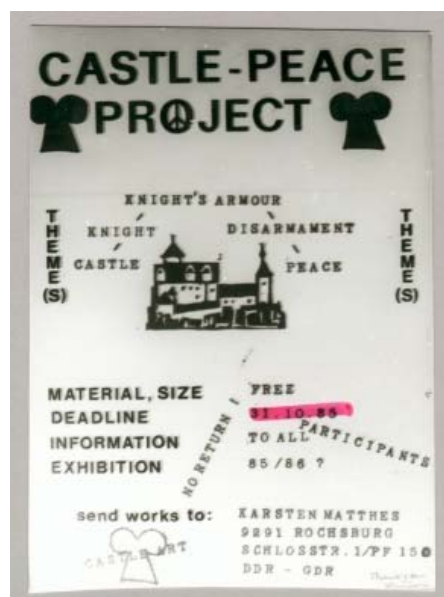 CASTLE-PEACE
PROJECT
KNIGHT'S ARMOUR
KNIGHT
DISARMAMENT
CASTLE
PEACE
THEME(S)
THEME(S)
MATERIAL, SIZE FREE
DEADLINE 31.10.85
INFORMATION TO ALL PARTICIPANTS
EXHIBITION 85/86 ?
NO RETURN !
send works to: KARSTEN MATTHES
9291 ROCHSBURG
SCHLOSSTR.1/PF 150
DDR - GDR
CASTLE ART